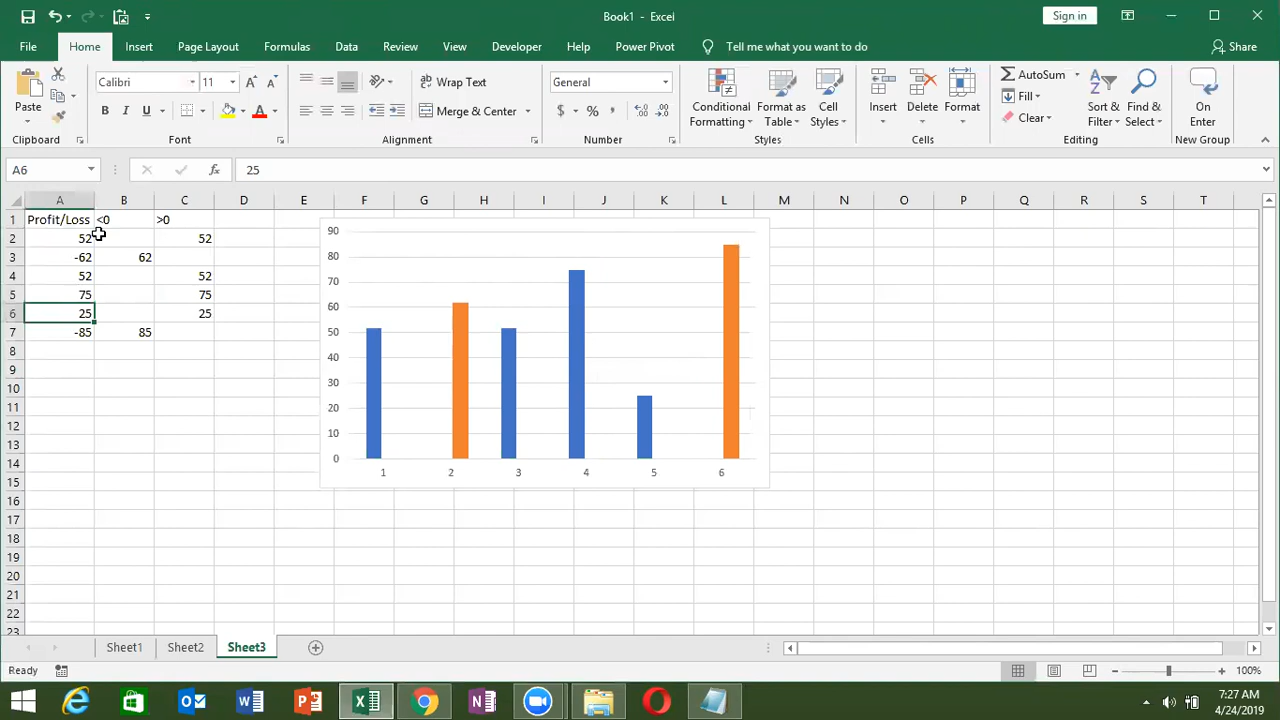 Book1 - Excel
Sign in
File Home Insert Page Layout Formulas Data Review View Developer Help Power Pivot Tell me what you want to do Share
Paste
Calibri 11
B I U
Wrap Text
Merge & Center
General
$ % ,
Conditional Formatting
Format as Table
Cell Styles
Insert Delete Format
AutoSum
Fill
Clear
Sort & Filter
Find & Select
On Enter
Clipboard Font Alignment Number Styles Cells Editing New Group
A6 fx 25
A B C D E F G H I J K L M N O P Q R S T
1 Profit/Loss <0 >0
2 52 52
3 -62 62
4 52 52
5 75 75
6 25 25
7 -85 85
8
9
10
11
12
13
14
15
16
17
18
19
20
21
22
23
90
80
70
60
50
40
30
20
10
0
1 2 3 4 5 6
Sheet1 Sheet2 Sheet3
Ready 100%
7:27 AM
4/24/2019